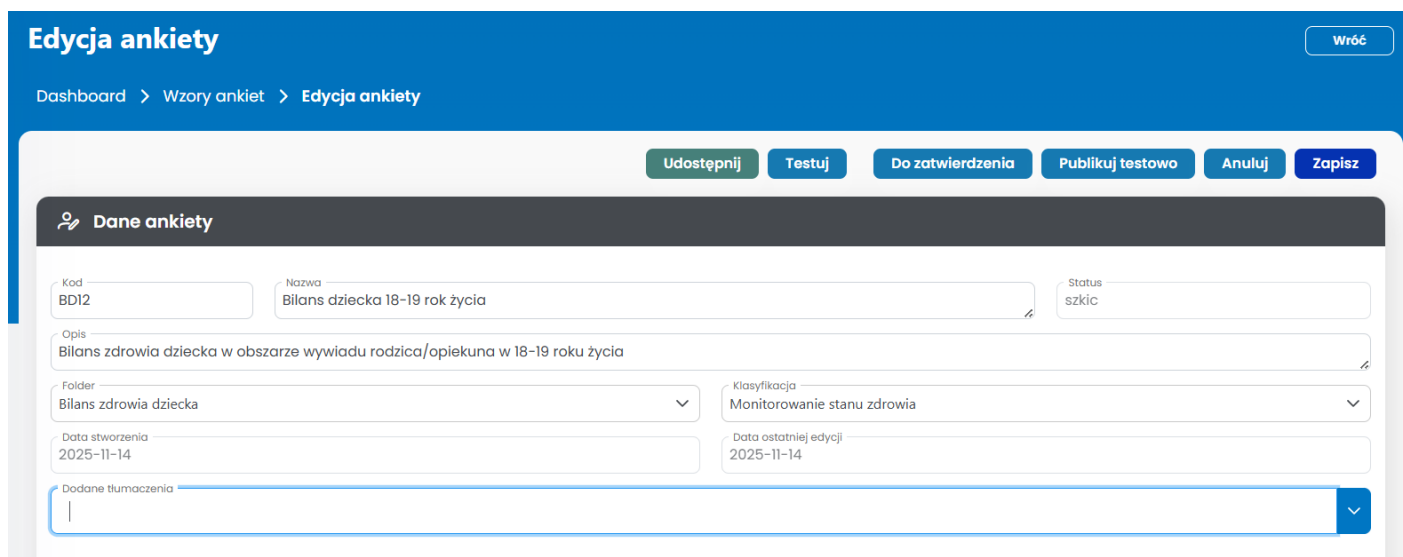 Edycja ankiety
Wróć
Dashboard > Wzory ankiet > Edycja ankiety
Udostępnij Testuj Do zatwierdzenia Publikuj testowo Anuluj Zapisz
Dane ankiety
Kod Nazwa Status
BD12 Bilans dziecka 18-19 rok życia szkic
Opis
Bilans zdrowia dziecka w obszarze wywiadu rodzica/opiekuna w 18-19 roku życia
Folder Klasyfikacja
Bilans zdrowia dziecka Monitorowanie stanu zdrowia
Data stworzenia Data ostatniej edycji
2025-11-14 2025-11-14
Dodane tłumaczenia